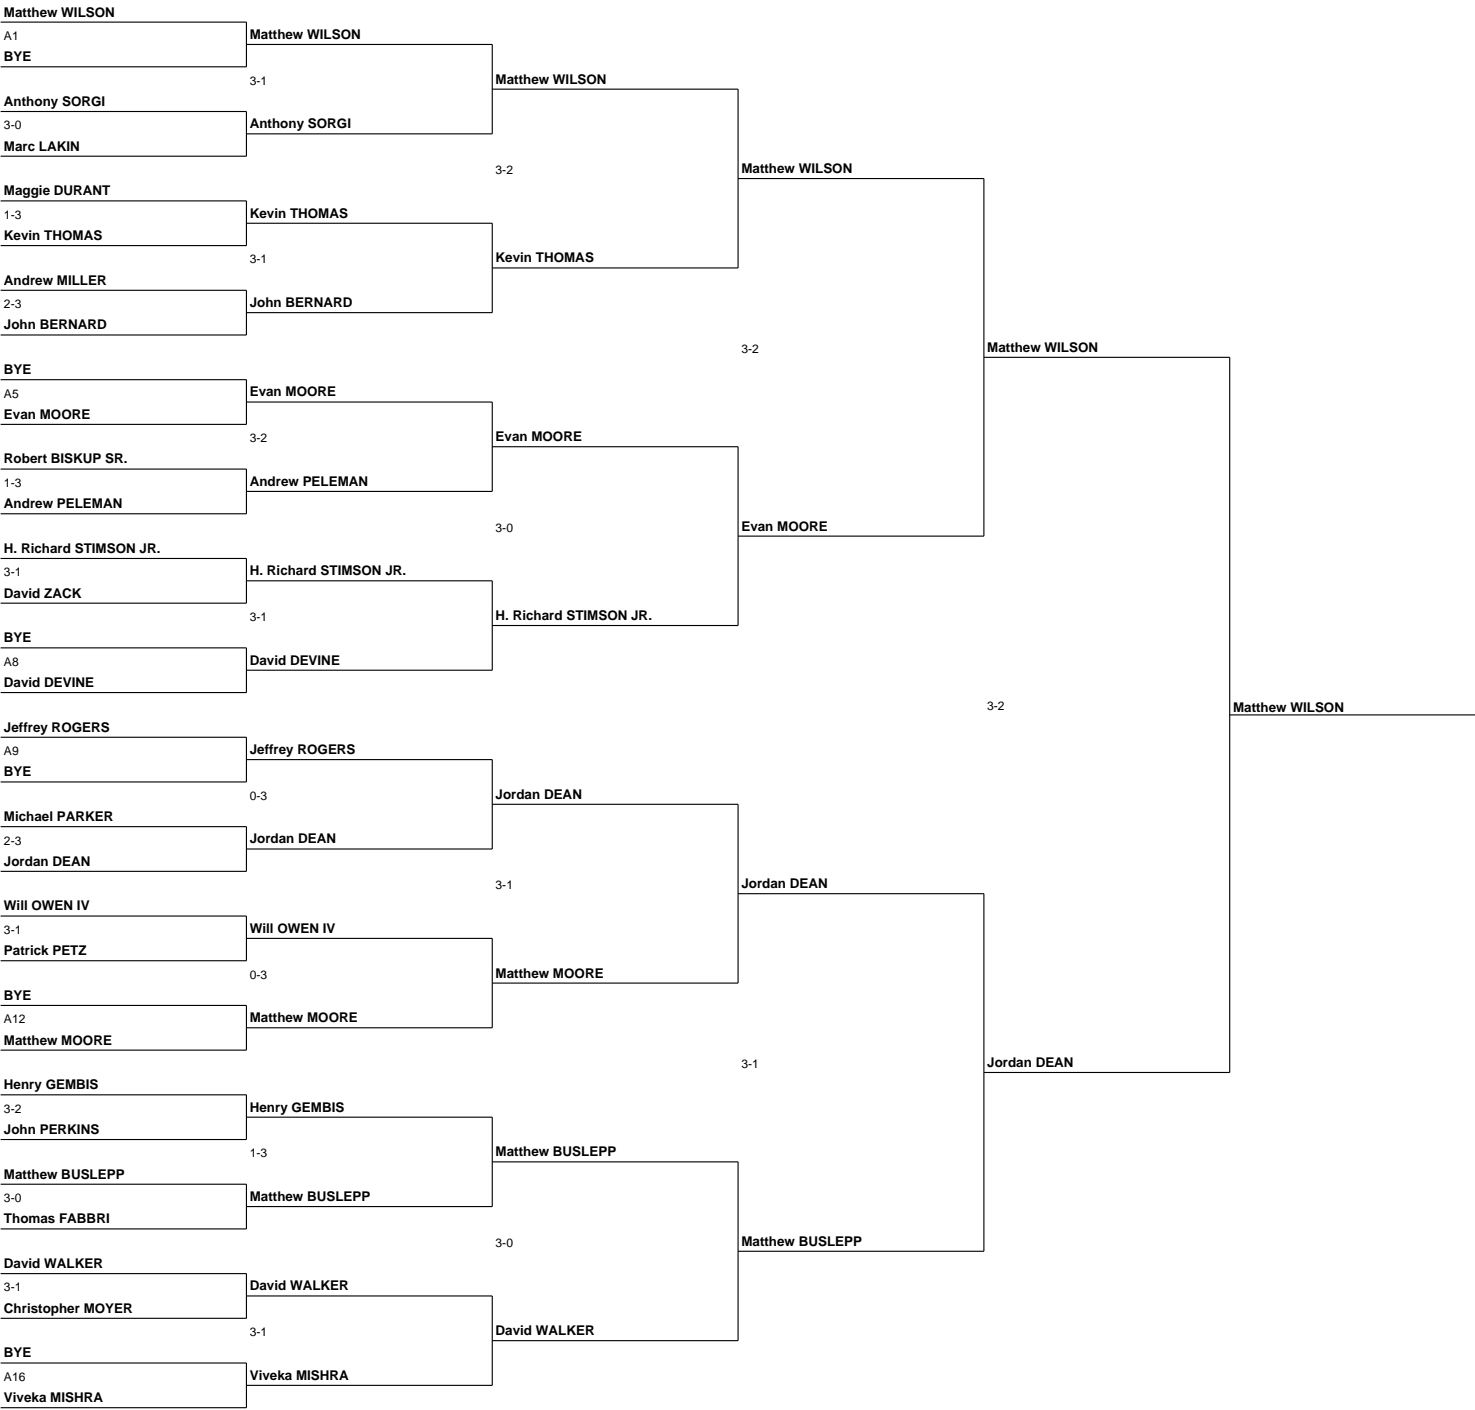 Matthew WILSON
A1
BYE
Matthew WILSON
3-1
Anthony SORGI
Anthony SORGI
3-0
Marc LAKIN
Matthew WILSON
3-2
Kevin THOMAS
Maggie DURANT
1-3
Kevin THOMAS
Kevin THOMAS
3-1
John BERNARD
Andrew MILLER
2-3
John BERNARD
Matthew WILSON
3-2
Evan MOORE
BYE
A5
Evan MOORE
Evan MOORE
3-2
Andrew PELEMAN
Robert BISKUP SR.
1-3
Andrew PELEMAN
Evan MOORE
3-0
H. Richard STIMSON JR.
H. Richard STIMSON JR.
3-1
David ZACK
H. Richard STIMSON JR.
3-1
David DEVINE
BYE
A8
David DEVINE
Matthew WILSON
3-2
Jordan DEAN
Matthew WILSON
Jeffrey ROGERS
A9
BYE
Jeffrey ROGERS
0-3
Jordan DEAN
Michael PARKER
2-3
Jordan DEAN
Jordan DEAN
3-1
Matthew MOORE
Will OWEN IV
3-1
Patrick PETZ
Will OWEN IV
0-3
Matthew MOORE
BYE
A12
Matthew MOORE
Jordan DEAN
3-1
Matthew BUSLEPP
Henry GEMBIS
3-2
John PERKINS
Henry GEMBIS
1-3
Matthew BUSLEPP
Matthew BUSLEPP
3-0
Thomas FABBRI
Matthew BUSLEPP
3-0
David WALKER
David WALKER
3-1
Christopher MOYER
David WALKER
3-1
Viveka MISHRA
BYE
A16
Viveka MISHRA